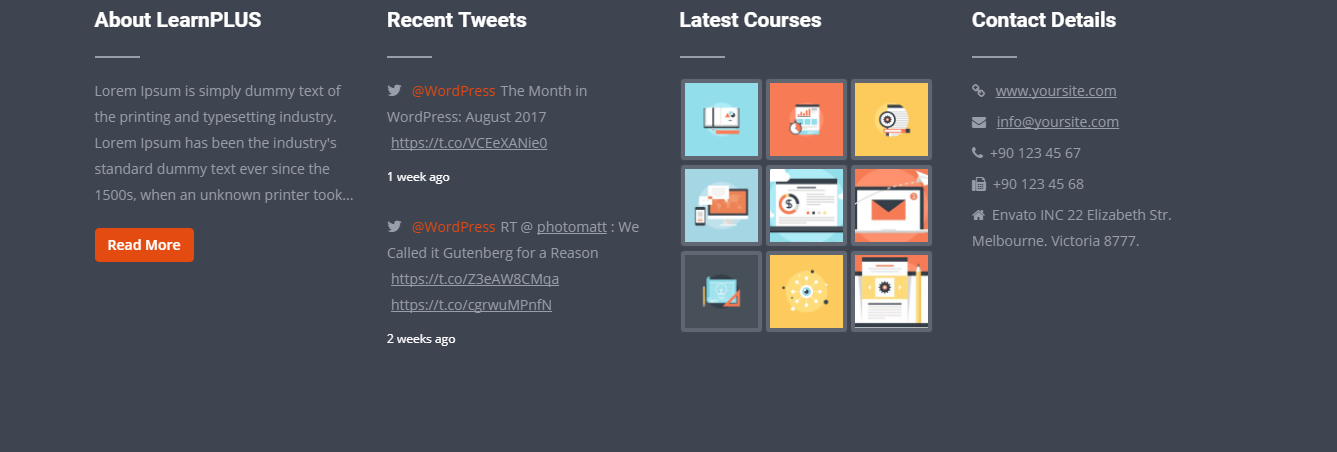 About LearnPLUS
Lorem Ipsum is simply dummy text of
the printing and typesetting industry.
Lorem Ipsum has been the industry's
standard dummy text ever since the
1500s, when an unknown printer took...
Read More
Recent Tweets
@WordPress The Month in
WordPress: August 2017
https://t.co/VCEeXANie0
1 week ago
@WordPress RT @ photomatt : We
Called it Gutenberg for a Reason
https://t.co/Z3eAW8CMqa
https://t.co/cgrwuMPnfN
2 weeks ago
Latest Courses
Contact Details
www.yoursite.com
info@yoursite.com
+90 123 45 67
+90 123 45 68
Envato INC 22 Elizabeth Str.
Melbourne. Victoria 8777.